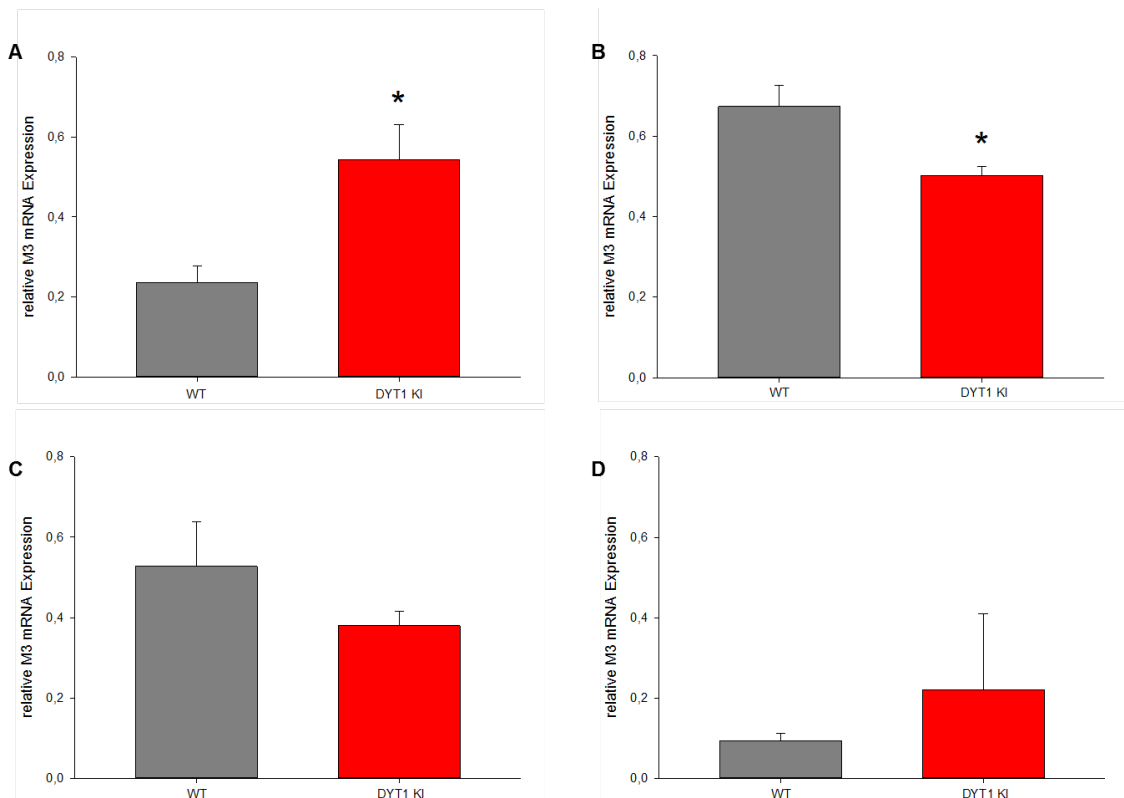 A
relative M3 mRNA Expression
0,8
0,6
0,4
0,2
0,0
*
WT
DYT1 KI
B
relative M3 mRNA Expression
0,8
0,6
0,4
0,2
0,0
*
WT
DYT1 KI
C
relative M3 mRNA Expression
0,8
0,6
0,4
0,2
0,0
WT
DYT1 KI
D
relative M3 mRNA Expression
0,8
0,6
0,4
0,2
0,0
WT
DYT1 KI